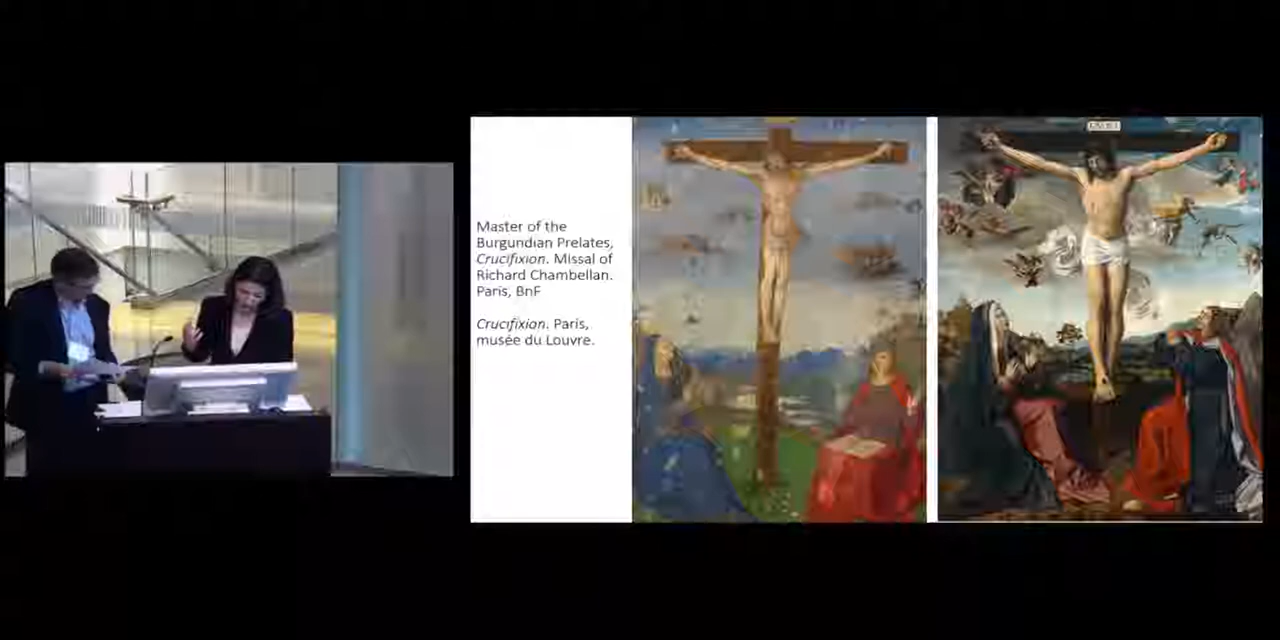 Master of the
Burgundian Prelates,
Crucifixion. Missal of
Richard Chambellan.
Paris, BnF
Crucifixion. Paris,
musée du Louvre.